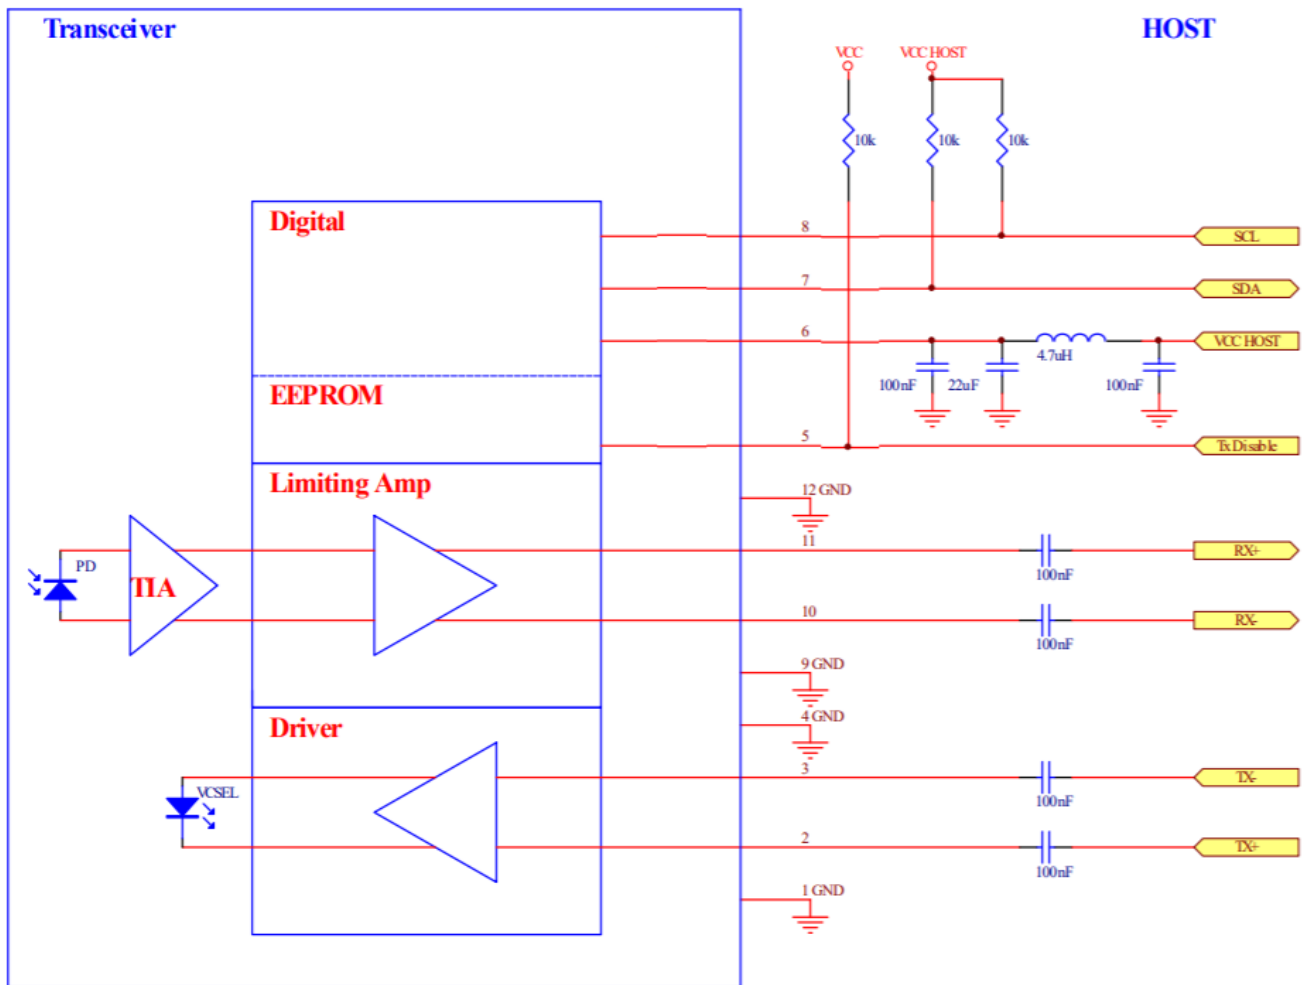 Transceiver
HOST
VCC
VCC HOST
10k
10k
10k
Digital
8
SCL
7
SDA
6
VCC HOST
4.7uH
100nF
22uF
100nF
EEPROM
5
Tx Disable
Limiting Amp
12 GND
11
RX+
PD
TIA
100nF
10
RX-
100nF
9 GND
4 GND
Driver
3
TX-
VCSEL
100nF
2
TX+
100nF
1 GND